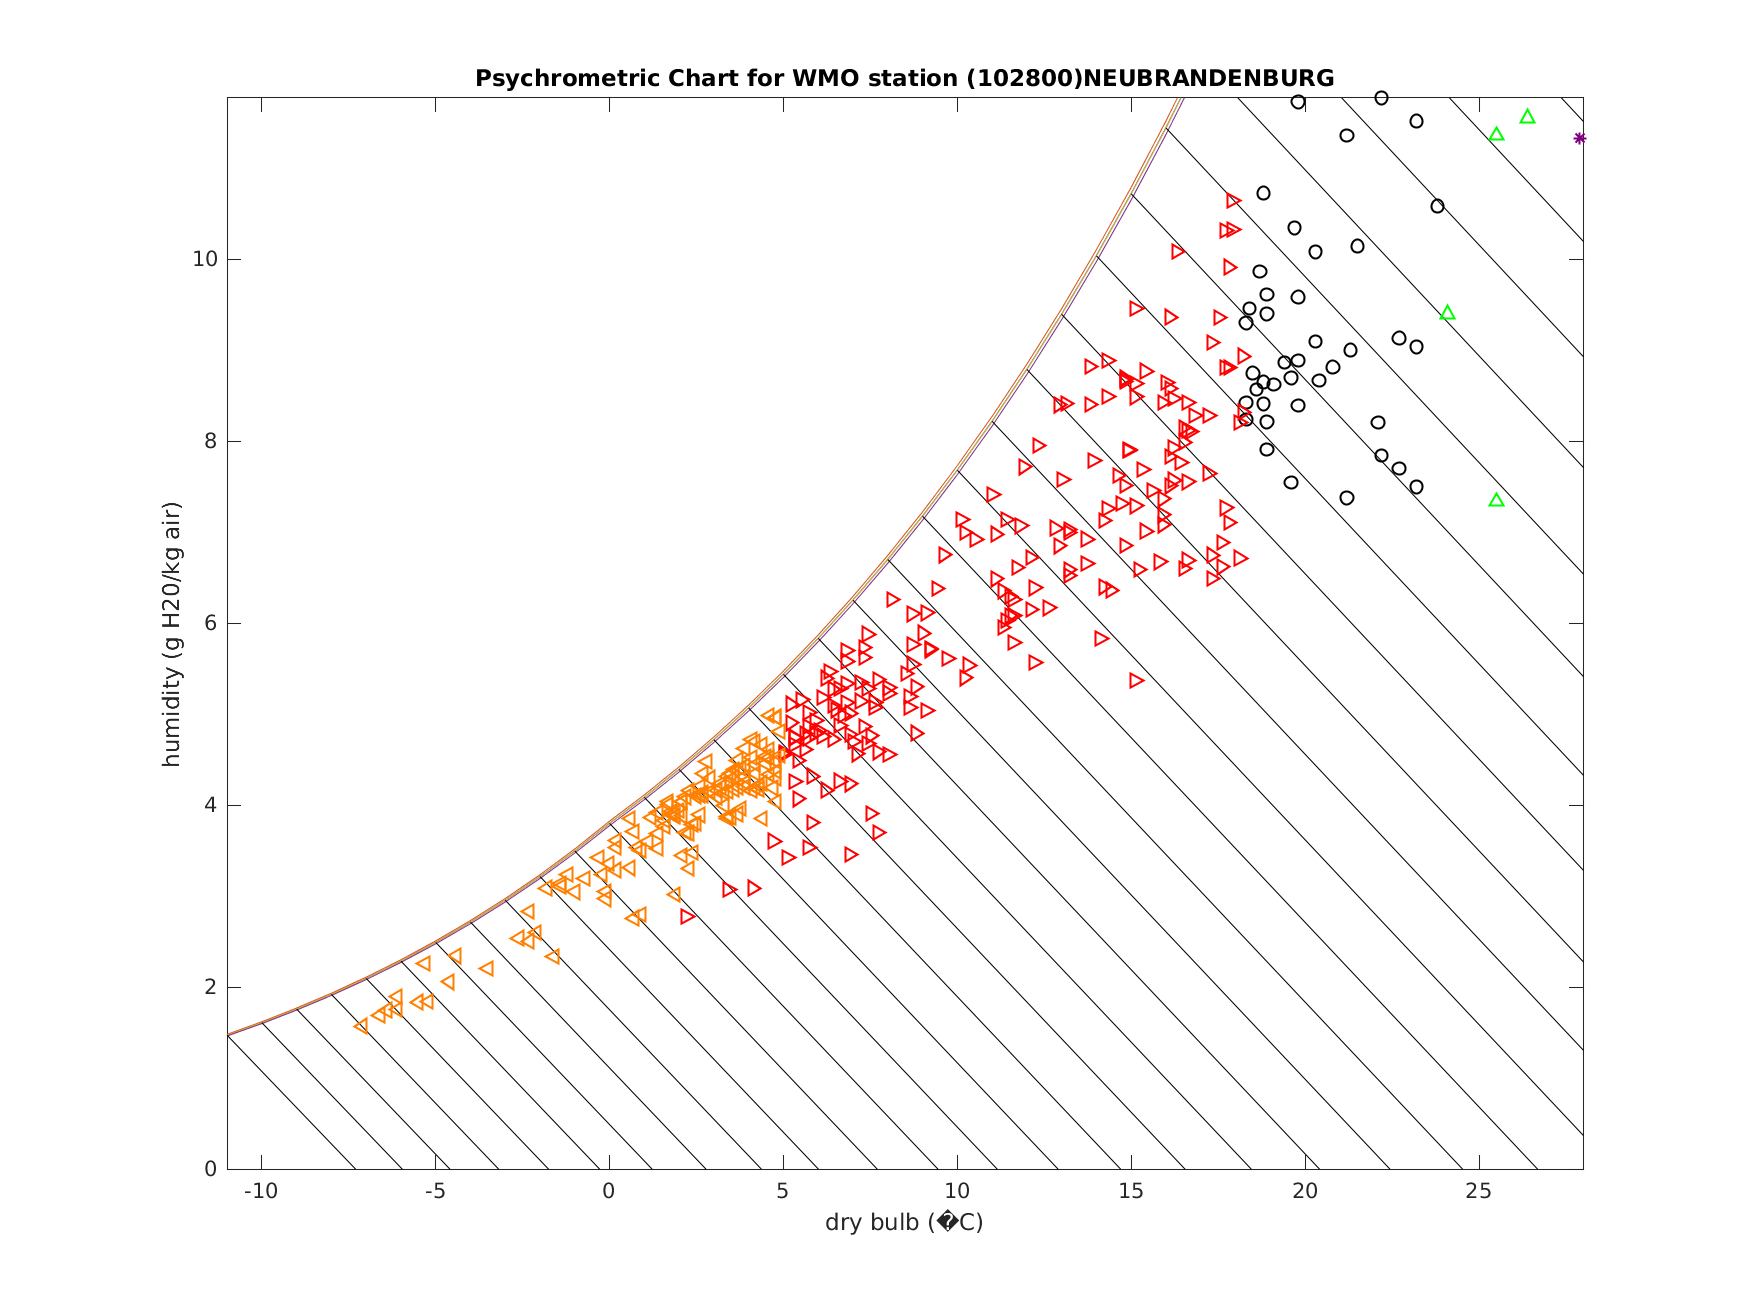 Psychrometric Chart for WMO station (102800)NEUBRANDENBURG
10
8
6
4
2
0
humidity (g H20/kg air)
-10 -5 0 5 10 15 20 25
dry bulb (�C)